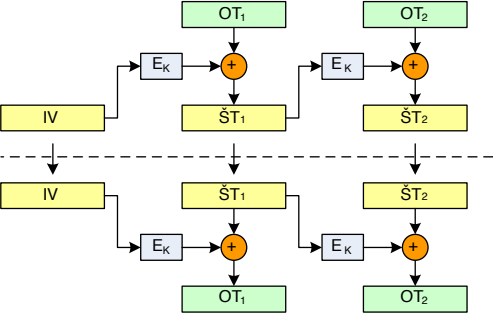 OT₁ OT₂
E_K + E_K +
IV ŠT₁ ŠT₂
IV ŠT₁ ŠT₂
E_K + E_K +
OT₁ OT₂